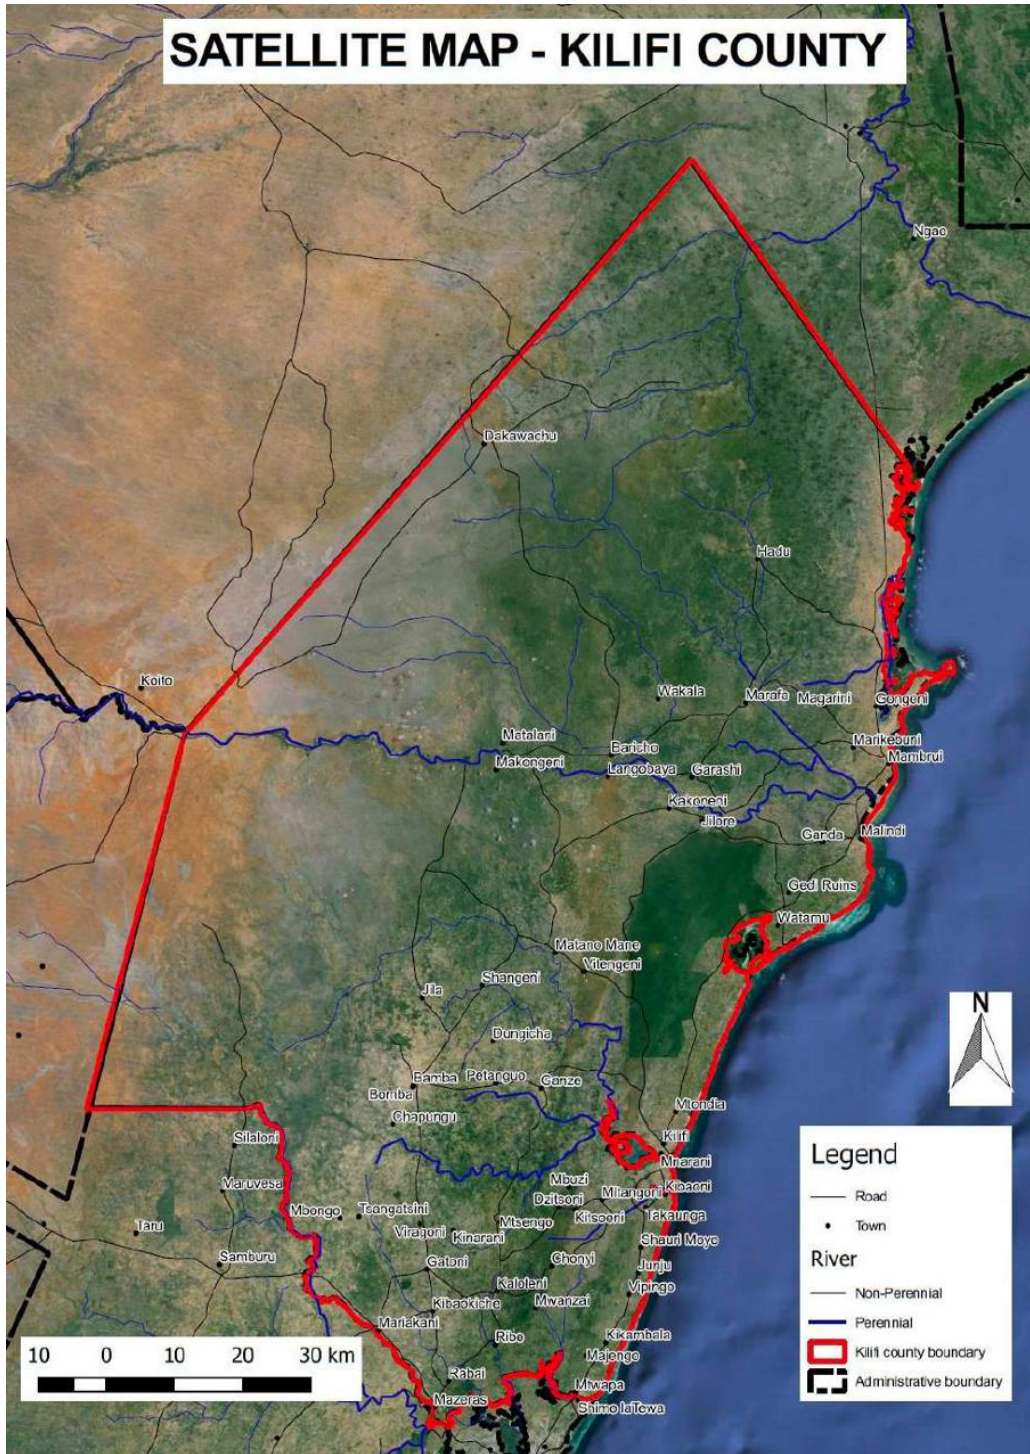 SATELLITE MAP - KILIFI COUNTY
Ngao
Dakawachu
Hadu
Koito
Wakala
Marafa
Magarini
Gongoni
Matalani
Baricho
Marikebuni
Mambrui
Makongeni
Langobaya
Garashi
Kakoneni
Jilore
Ganda
Malindi
Gedi Ruins
Watamu
Matano Mane
Vitengeni
Shangeni
Jila
N
Dungicha
Bamba
Petanguo
Ganze
Bomba
Chapungu
Mtondia
Silaloni
Kilifi
Mnarani
Maruvesa
Mbuzi
Mitangoni
Kibaoni
Dzitsoni
Mbongo
Tsangatsini
Mtsengo
Kitsoeni
Takaunga
Taru
Viragoni
Kinarani
Shauri Moyo
Samburu
Gatoni
Chonyi
Junju
Kaloleni
Vipingo
Kibaokiche
Mwanzai
Mariakani
Ribe
Kikambala
Majengo
Rabai
Mtwapa
Mazeras
Shimo laTewa
10 0 10 20 30 km
Legend
Road
Town
River
Non-Perennial
Perennial
Kilifi county boundary
Administrative boundary